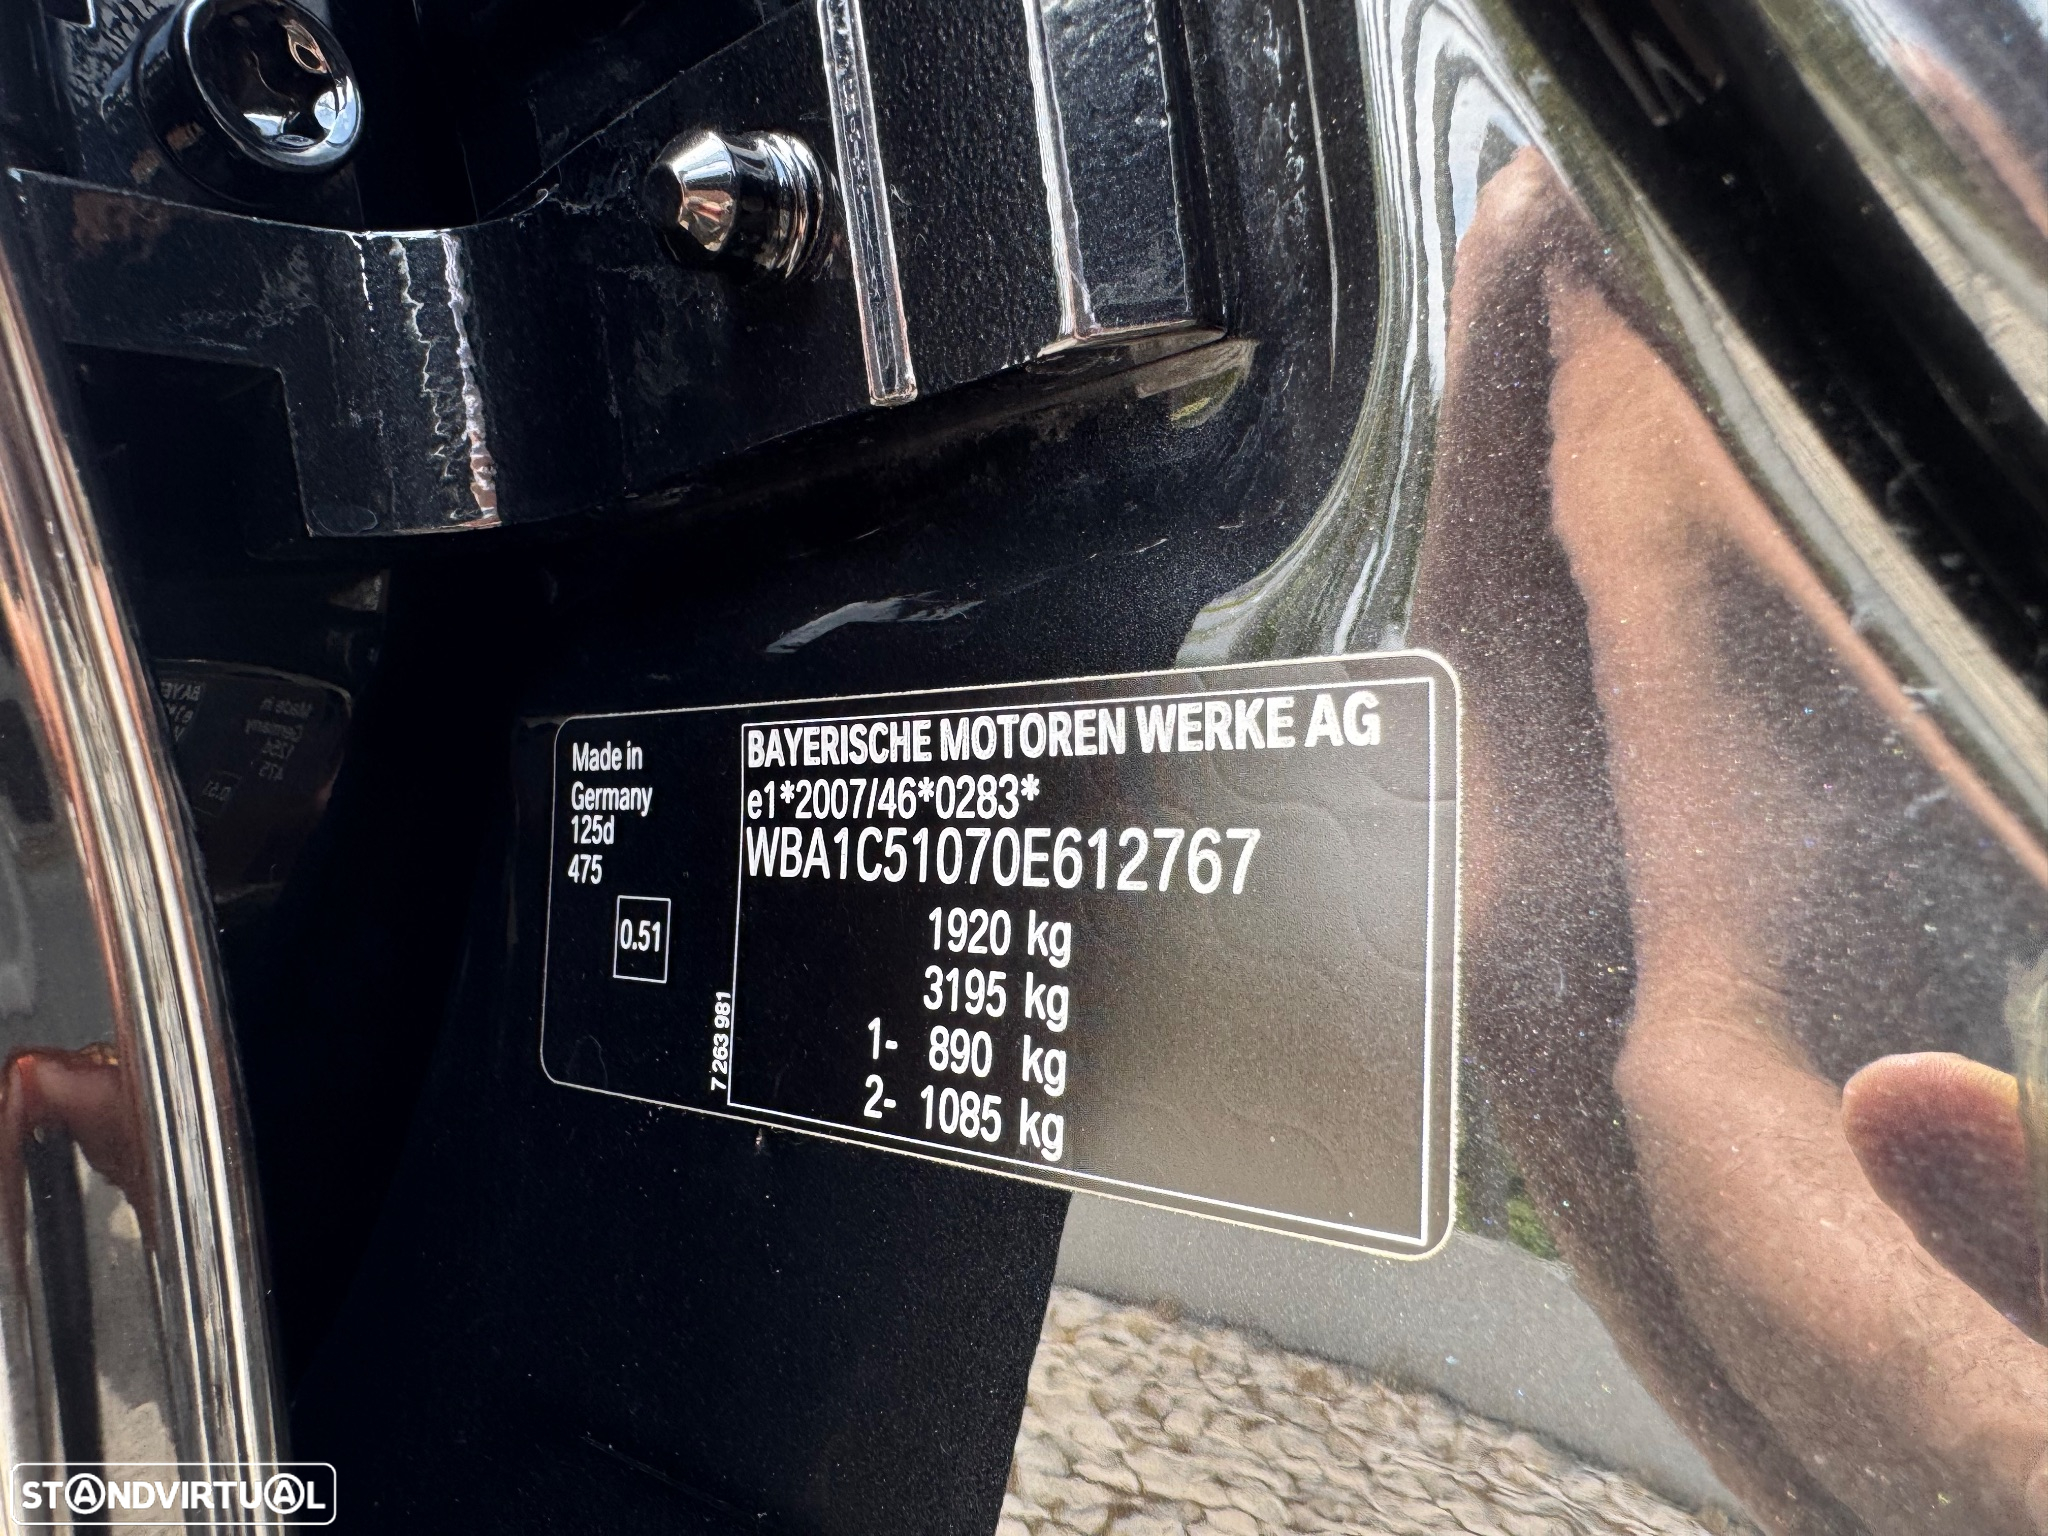 Made in
Germany
125d
475
0.51
7 263 981
BAYERISCHE MOTOREN WERKE AG
e1*2007/46*0283*
WBA1C51070E612767
1920 kg
3195 kg
1- 890 kg
2- 1085 kg
STANDVIRTUAL